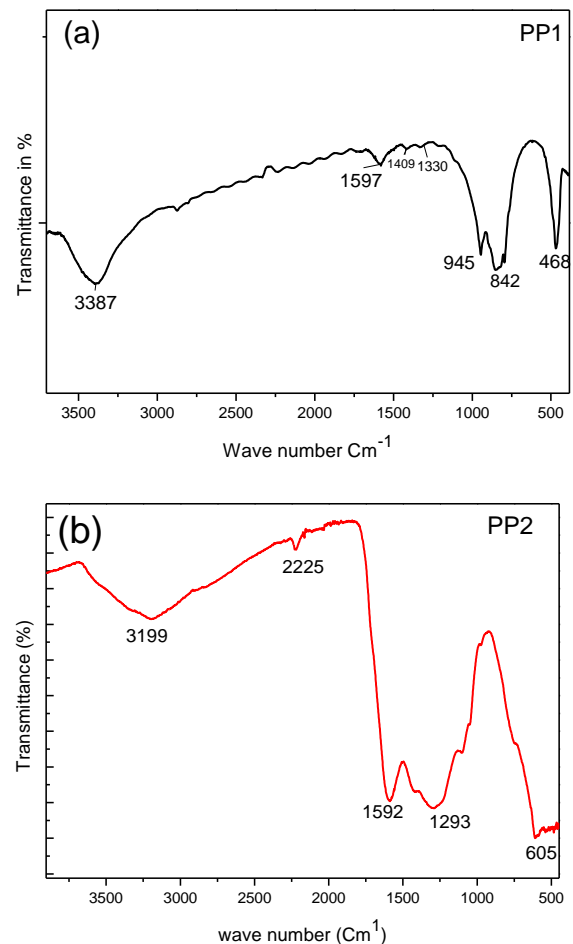 (a)
PP1
Transmittance in %
3387
1597
1409
1330
945
842
468
3500 3000 2500 2000 1500 1000 500
Wave number Cm⁻¹
(b)
PP2
Transmittance (%)
3199
2225
1592
1293
605
3500 3000 2500 2000 1500 1000 500
wave number (Cm¹)